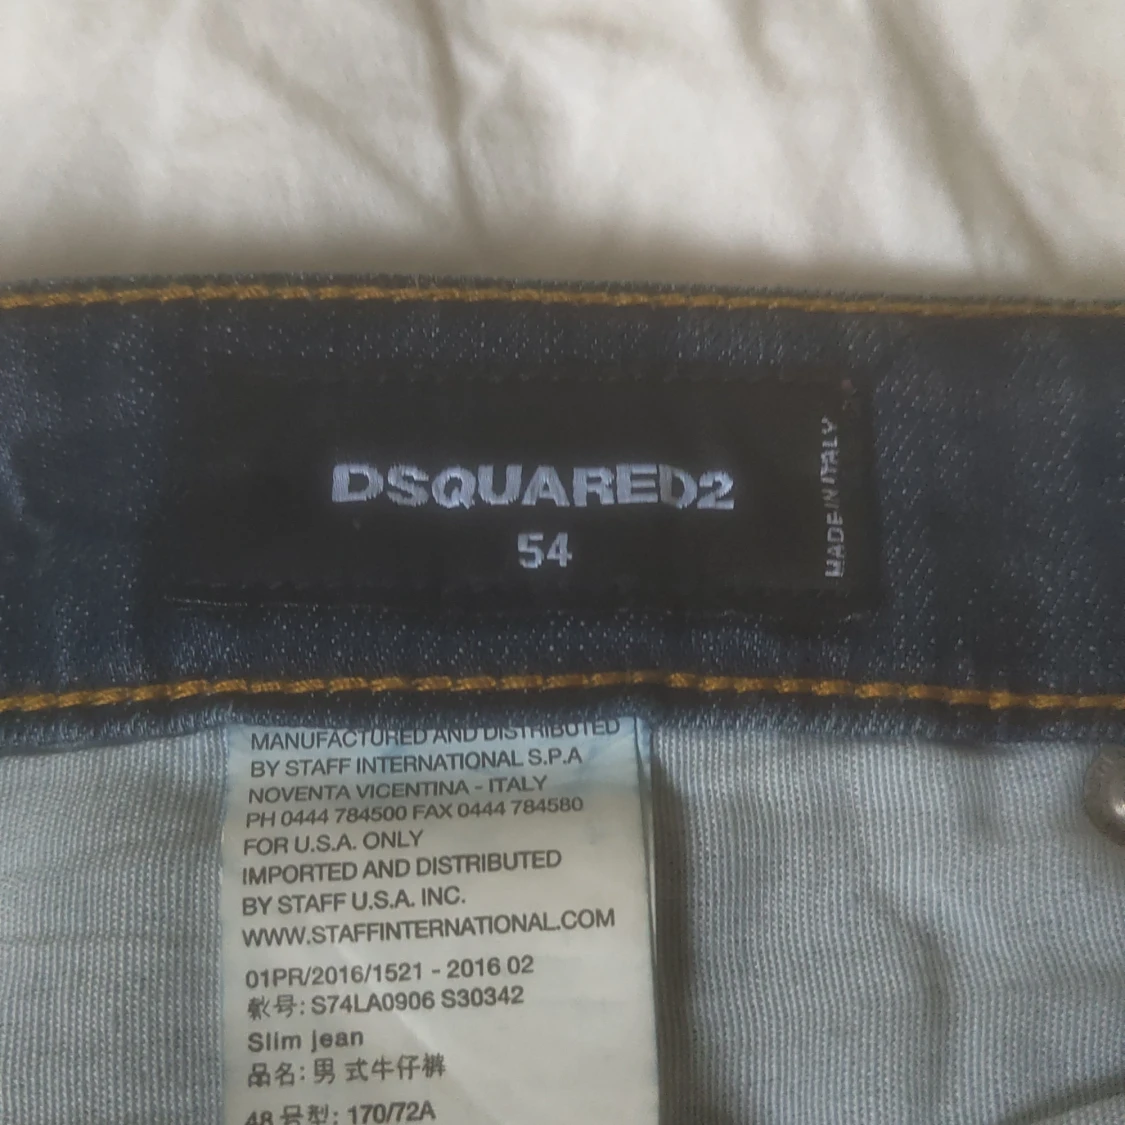 DSQUARED2
54
MADE IN ITALY
MANUFACTURED AND DISTRIBUTED
BY STAFF INTERNATIONAL S.P.A
NOVENTA VICENTINA - ITALY
PH 0444 784500 FAX 0444 784580
FOR U.S.A. ONLY
IMPORTED AND DISTRIBUTED
BY STAFF U.S.A. INC.
WWW.STAFFINTERNATIONAL.COM
01PR/2016/1521 - 2016 02
款号: S74LA0906 S30342
Slim jean
品名: 男式牛仔裤
48 号型: 170/72A